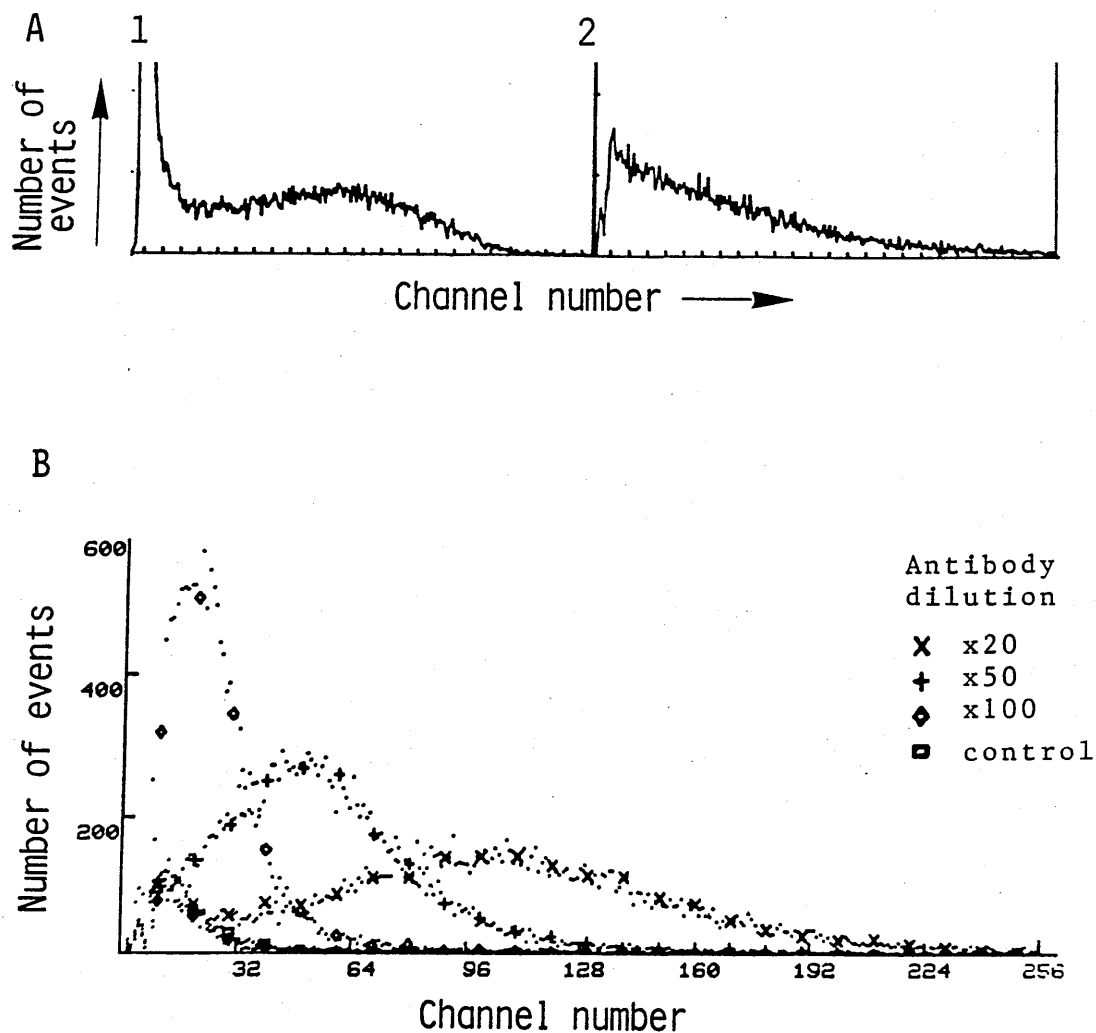 A
1
2
Number of
events
Channel number
B
600
400
200
Number of events
32
64
96
128
160
192
224
256
Channel number
Antibody
dilution
x20
x50
x100
control